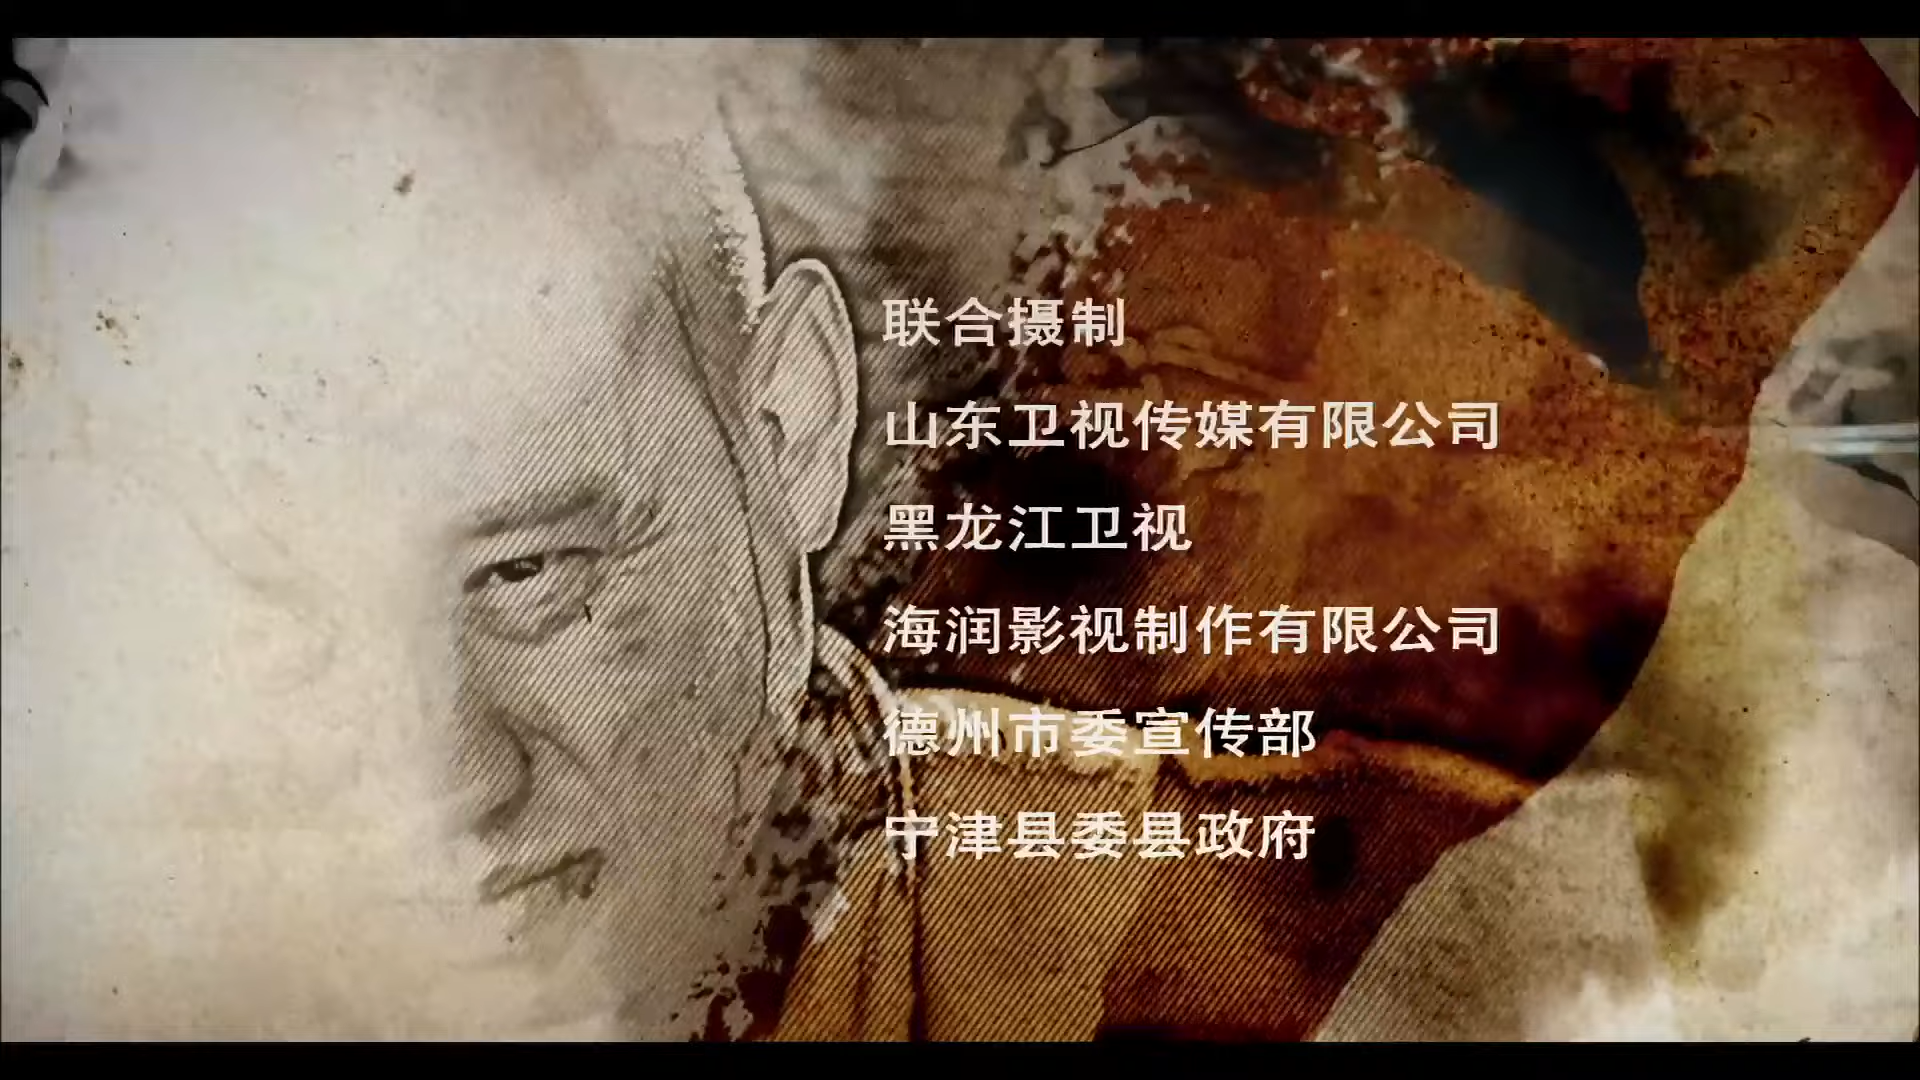 联合摄制
山东卫视传媒有限公司
黑龙江卫视
海润影视制作有限公司
德州市委宣传部
宁津县委县政府